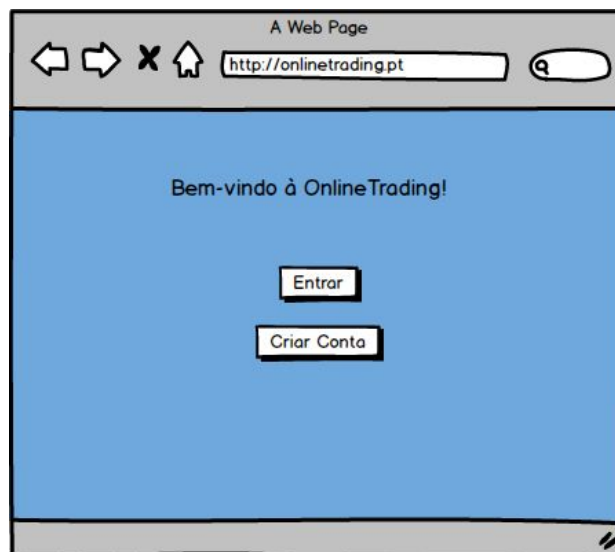 A Web Page
http://onlinetrading.pt
Bem-vindo à OnlineTrading!
Entrar
Criar Conta